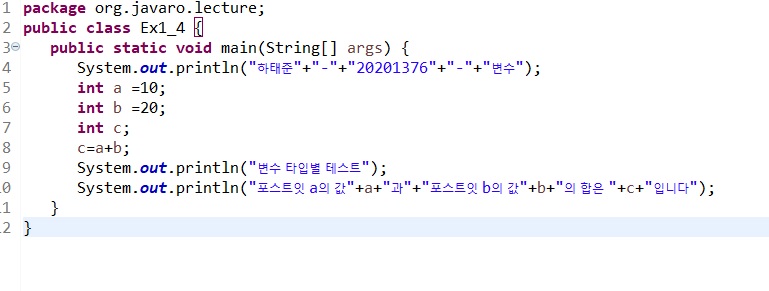 1 package org.javaro.lecture;
2 public class Ex1_4 {
3 public static void main(String[] args) {
4 System.out.println("하태준"+"-"+"20201376"+"-"+"변수");
5 int a =10;
6 int b =20;
7 int c;
8 c=a+b;
9 System.out.println("변수 타입별 테스트");
10 System.out.println("포스트잇 a의 값"+a+"과"+"포스트잇 b의 값"+b+"의 합은 "+c+"입니다");
11 }
12 }